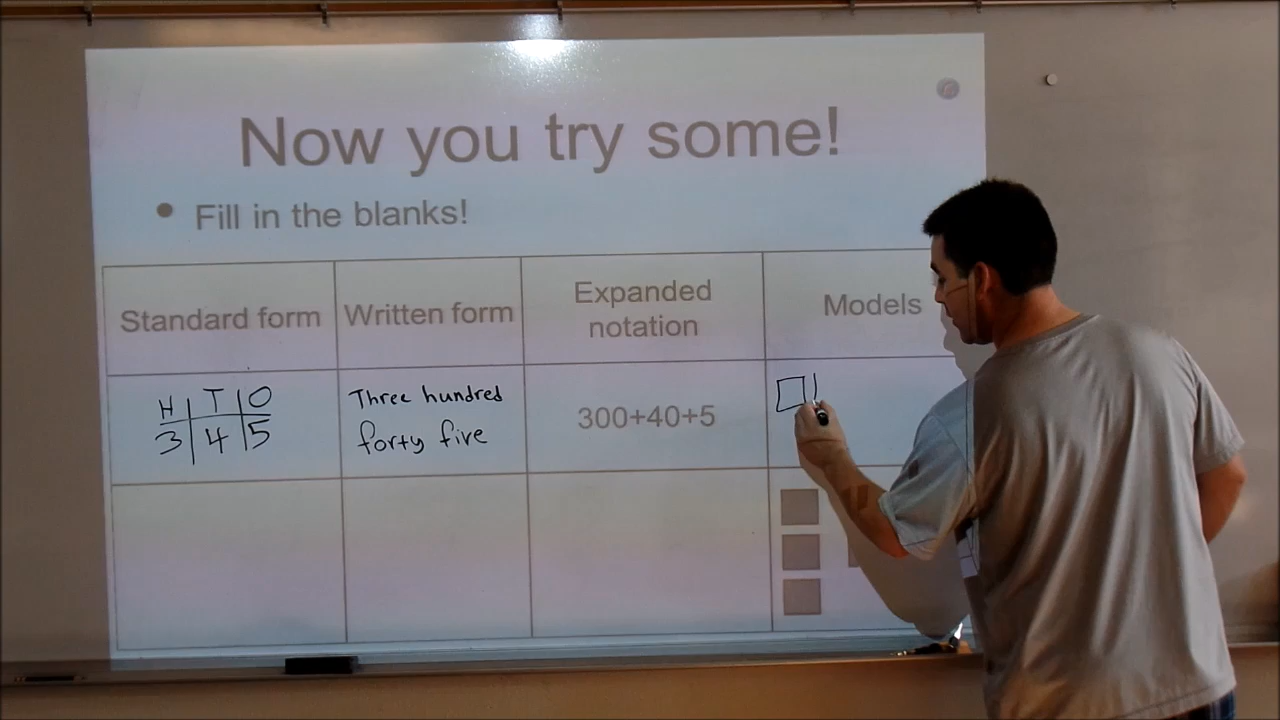 Now you try some!
• Fill in the blanks!
Standard form
Written form
Expanded
notation
Models
H T O
3 4 5
Three hundred
forty five
300+40+5